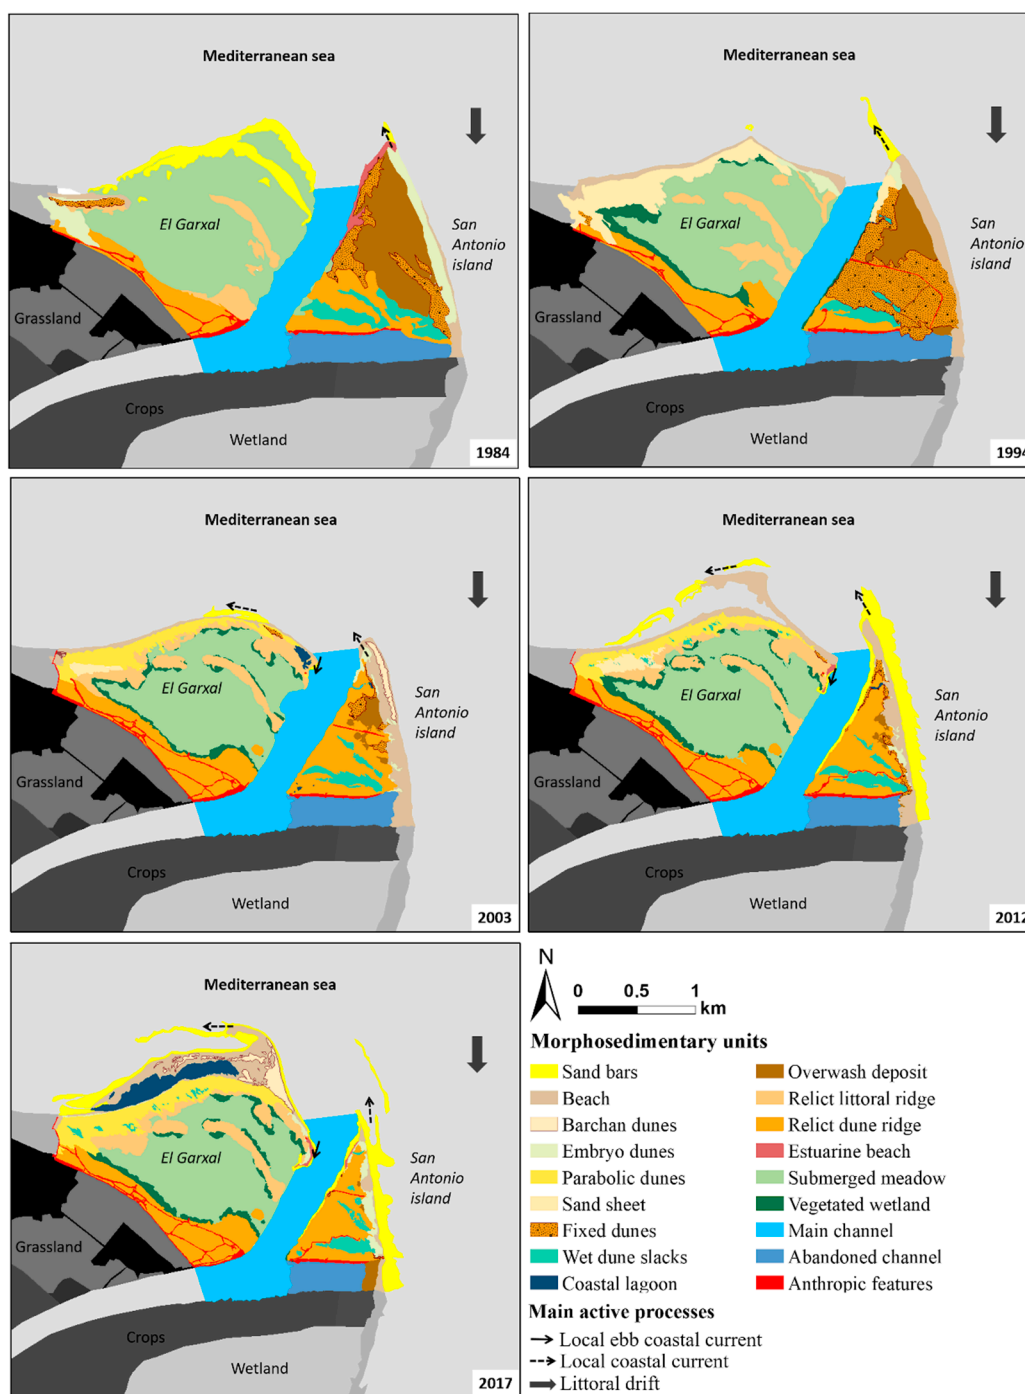 Mediterranean sea
El Garxal
San
Antonio
island
Grassland
Crops
Wetland
1984
Mediterranean sea
El Garxal
San
Antonio
island
Grassland
Crops
Wetland
1994
Mediterranean sea
El Garxal
San
Antonio
island
Grassland
Crops
Wetland
2003
Mediterranean sea
El Garxal
San
Antonio
island
Grassland
Crops
Wetland
2012
Mediterranean sea
El Garxal
San
Antonio
island
Grassland
Crops
Wetland
2017
N
0 0.5 1
km
Morphosedimentary units
Sand bars
Beach
Barchan dunes
Embryo dunes
Parabolic dunes
Sand sheet
Fixed dunes
Wet dune slacks
Coastal lagoon
Overwash deposit
Relict littoral ridge
Relict dune ridge
Estuarine beach
Submerged meadow
Vegetated wetland
Main channel
Abandoned channel
Anthropic features
Main active processes
Local ebb coastal current
Local coastal current
Littoral drift